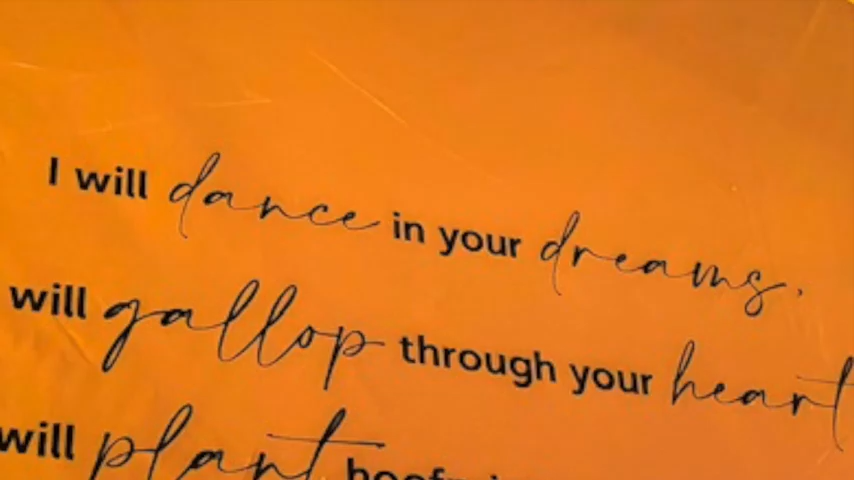 I will dance in your dreams.
will gallop through your heart
will plant